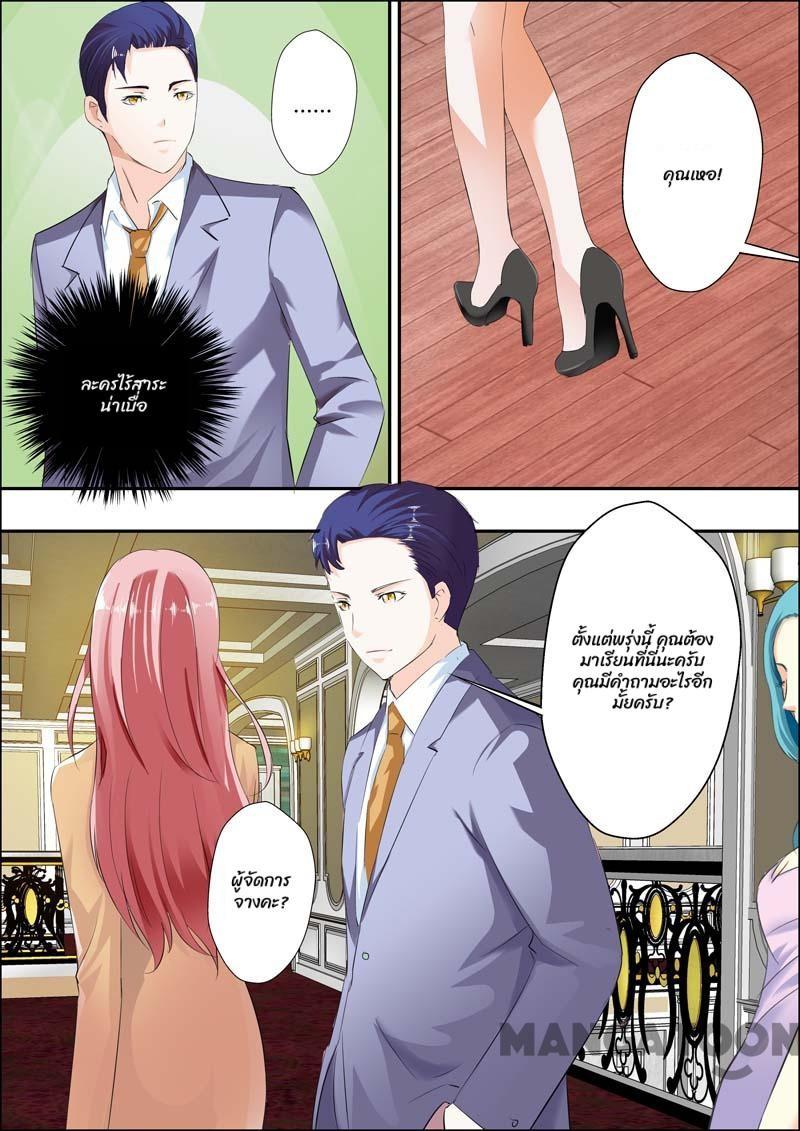 ......
คุณเหอ!
ละครไร้สาระ
น่าเบื่อ
ตั้งแต่พรุ่งนี้ คุณต้อง
มาเรียนที่นี่นะครับ
คุณมีคำถามอะไรอีก
มั้ยครับ?
ผู้จัดการ
จางคะ?
MANGATOON